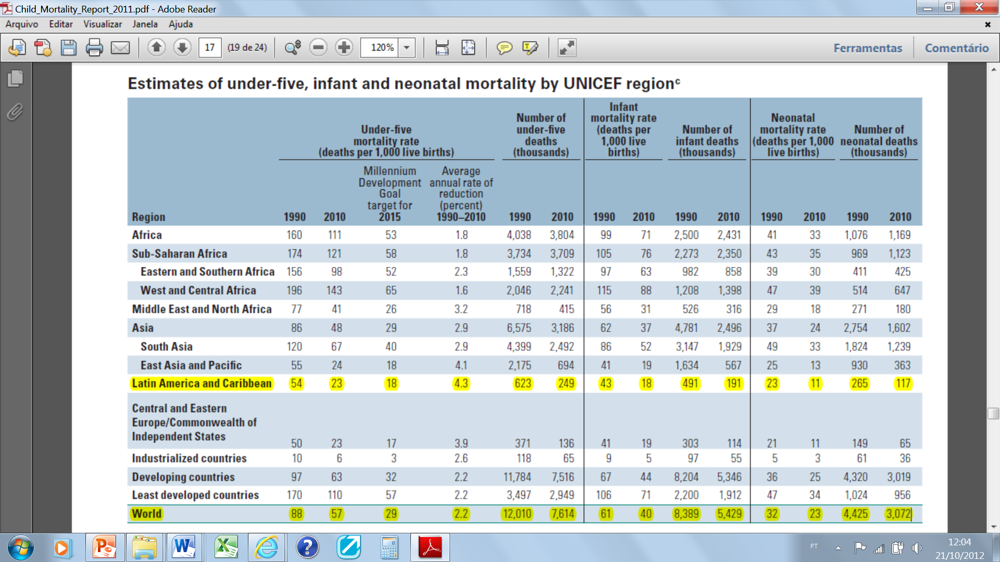 Child_Mortality_Report_2011.pdf - Adobe Reader
Arquivo Editar Visualizar Janela Ajuda
17 (19 de 24) 120% Ferramentas Comentário
Estimates of under-five, infant and neonatal mortality by UNICEF regionᶜ
Under-five mortality rate (deaths per 1,000 live births)
Number of under-five deaths (thousands)
Infant mortality rate (deaths per 1,000 live births)
Number of infant deaths (thousands)
Neonatal mortality rate (deaths per 1,000 live births)
Number of neonatal deaths (thousands)
Millennium Development Goal target for 2015
Average annual rate of reduction (percent) 1990–2010
Region 1990 2010 2015 1990–2010 1990 2010 1990 2010 1990 2010 1990 2010 1990 2010
Africa 160 111 53 1.8 4,038 3,804 99 71 2,500 2,431 41 33 1,076 1,169
Sub-Saharan Africa 174 121 58 1.8 3,734 3,709 105 76 2,273 2,350 43 35 969 1,123
Eastern and Southern Africa 156 98 52 2.3 1,559 1,322 97 63 982 858 39 30 411 425
West and Central Africa 196 143 65 1.6 2,046 2,241 115 88 1,208 1,398 47 39 514 647
Middle East and North Africa 77 41 26 3.2 718 415 56 31 526 316 29 18 271 180
Asia 86 48 29 2.9 6,575 3,186 62 37 4,781 2,496 37 24 2,754 1,602
South Asia 120 67 40 2.9 4,399 2,492 86 52 3,147 1,929 49 33 1,824 1,239
East Asia and Pacific 55 24 18 4.1 2,175 694 41 19 1,634 567 25 13 930 363
Latin America and Caribbean 54 23 18 4.3 623 249 43 18 491 191 23 11 265 117
Central and Eastern
Europe/Commonwealth of
Independent States 50 23 17 3.9 371 136 41 19 303 114 21 11 149 65
Industrialized countries 10 6 3 2.6 118 65 9 5 97 55 5 3 61 36
Developing countries 97 63 32 2.2 11,784 7,516 67 44 8,204 5,346 36 25 4,320 3,019
Least developed countries 170 110 57 2.2 3,497 2,949 106 71 2,200 1,912 47 34 1,024 956
World 88 57 29 2.2 12,010 7,614 61 40 8,389 5,429 32 23 4,425 3,072
PT 12:04
21/10/2012